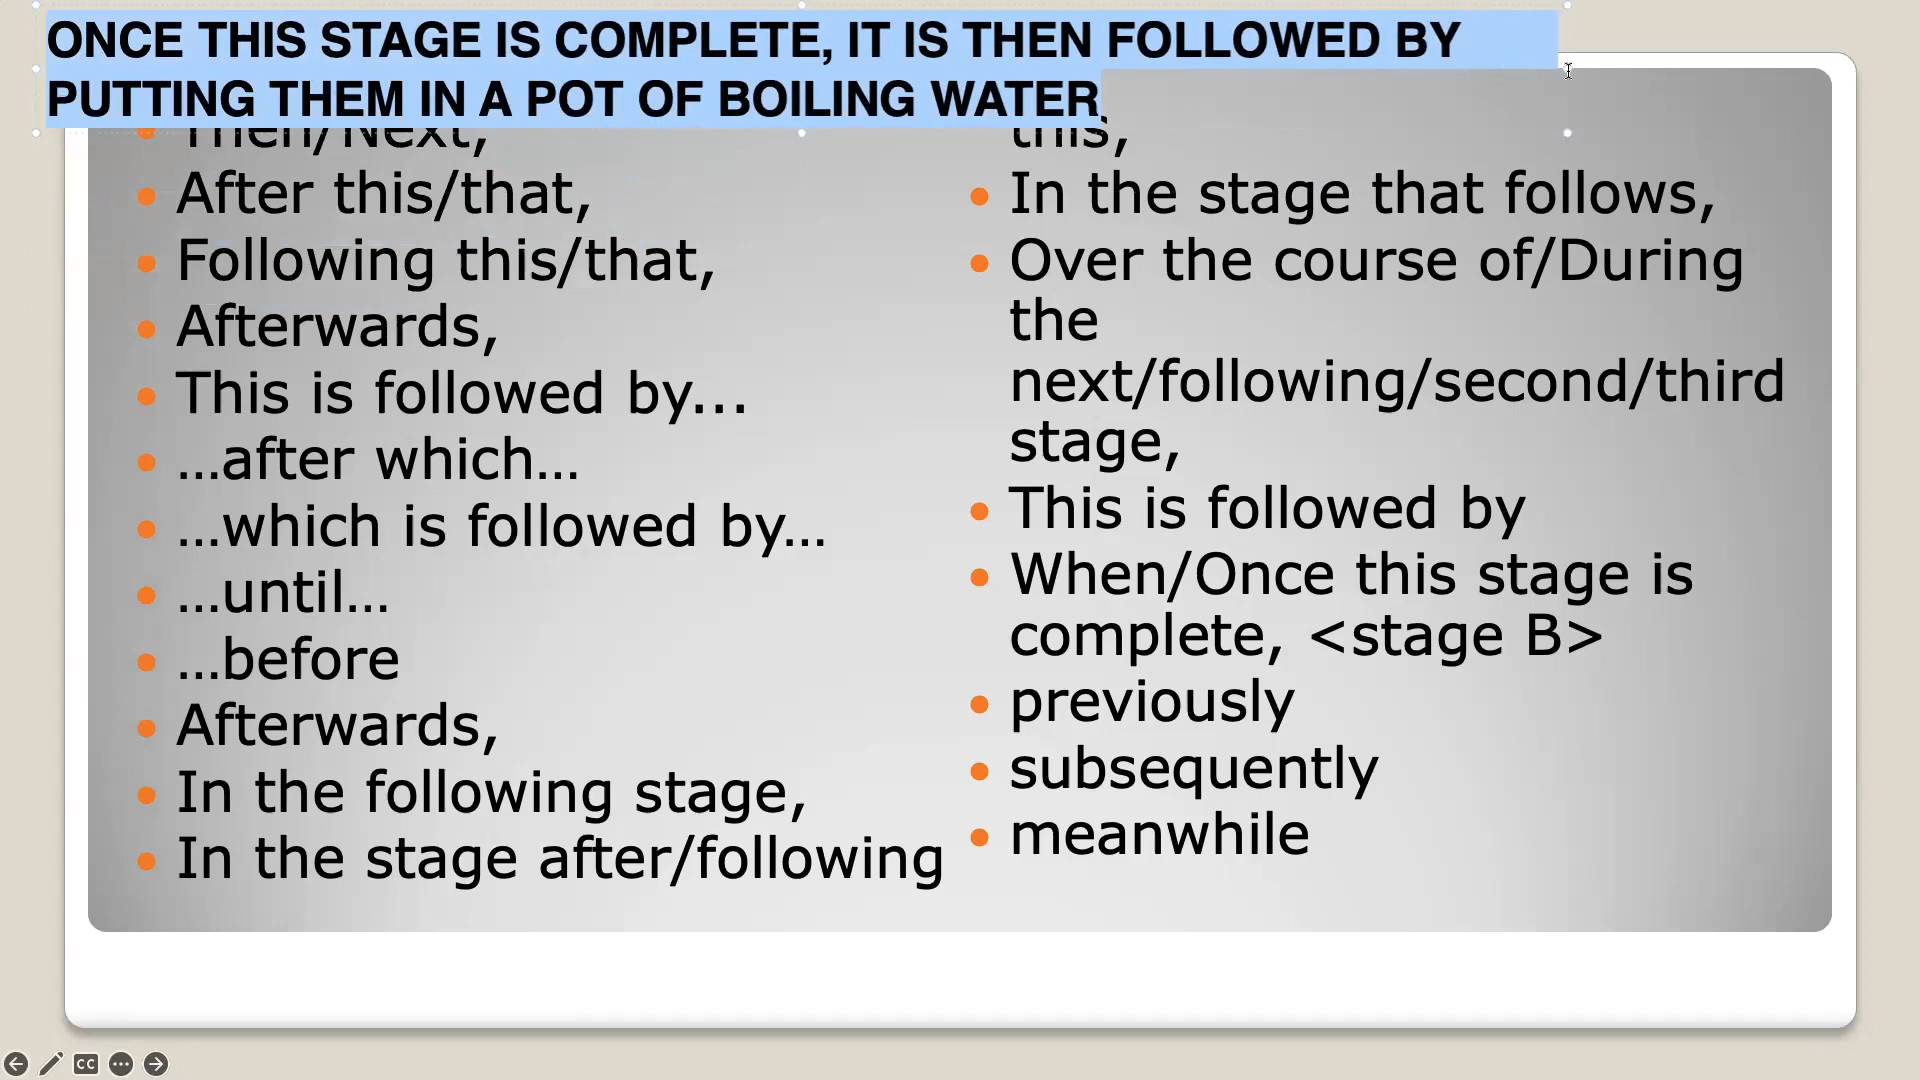 ONCE THIS STAGE IS COMPLETE, IT IS THEN FOLLOWED BY
PUTTING THEM IN A POT OF BOILING WATER
Then/Next,
After this/that,
Following this/that,
Afterwards,
This is followed by...
...after which...
...which is followed by...
...until...
...before
Afterwards,
In the following stage,
In the stage after/following
this,
In the stage that follows,
Over the course of/During
the
next/following/second/third
stage,
This is followed by
When/Once this stage is
complete, <stage B>
previously
subsequently
meanwhile
CC